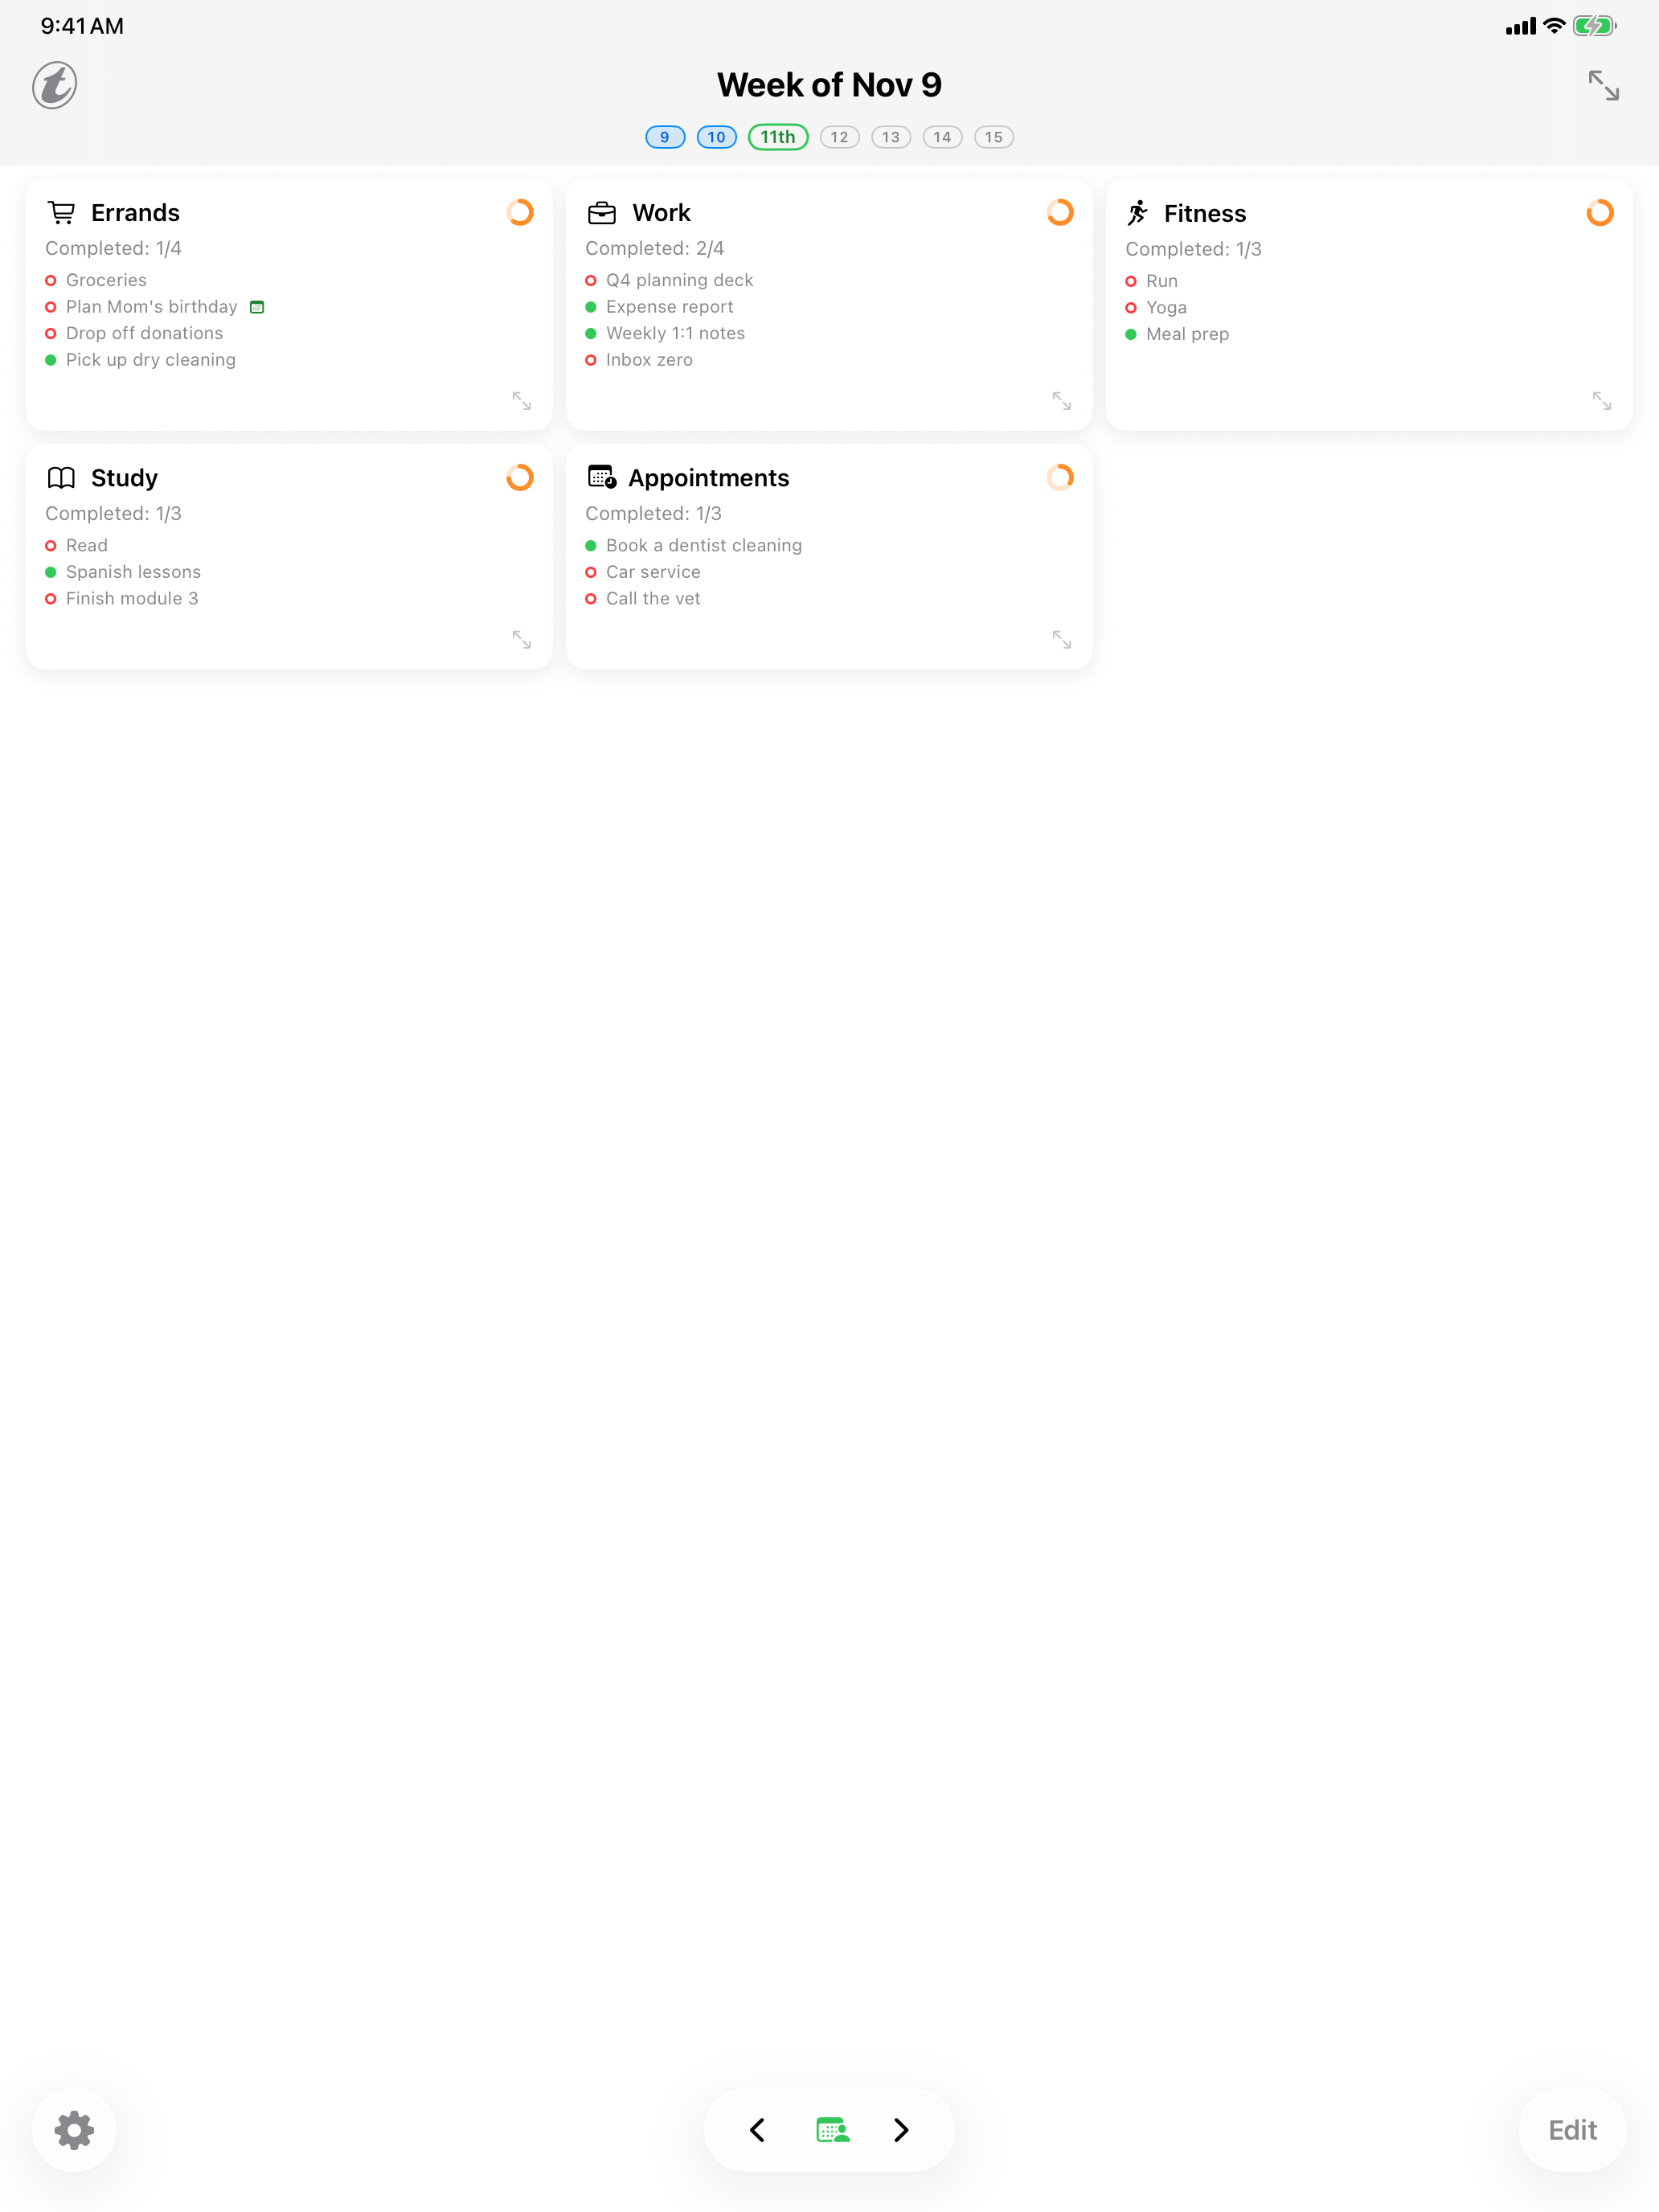 9:41 AM
t
Week of Nov 9
9 10 11th 12 13 14 15
Errands
Completed: 1/4
Groceries
Plan Mom's birthday
Drop off donations
Pick up dry cleaning
Work
Completed: 2/4
Q4 planning deck
Expense report
Weekly 1:1 notes
Inbox zero
Fitness
Completed: 1/3
Run
Yoga
Meal prep
Study
Completed: 1/3
Read
Spanish lessons
Finish module 3
Appointments
Completed: 1/3
Book a dentist cleaning
Car service
Call the vet
Edit